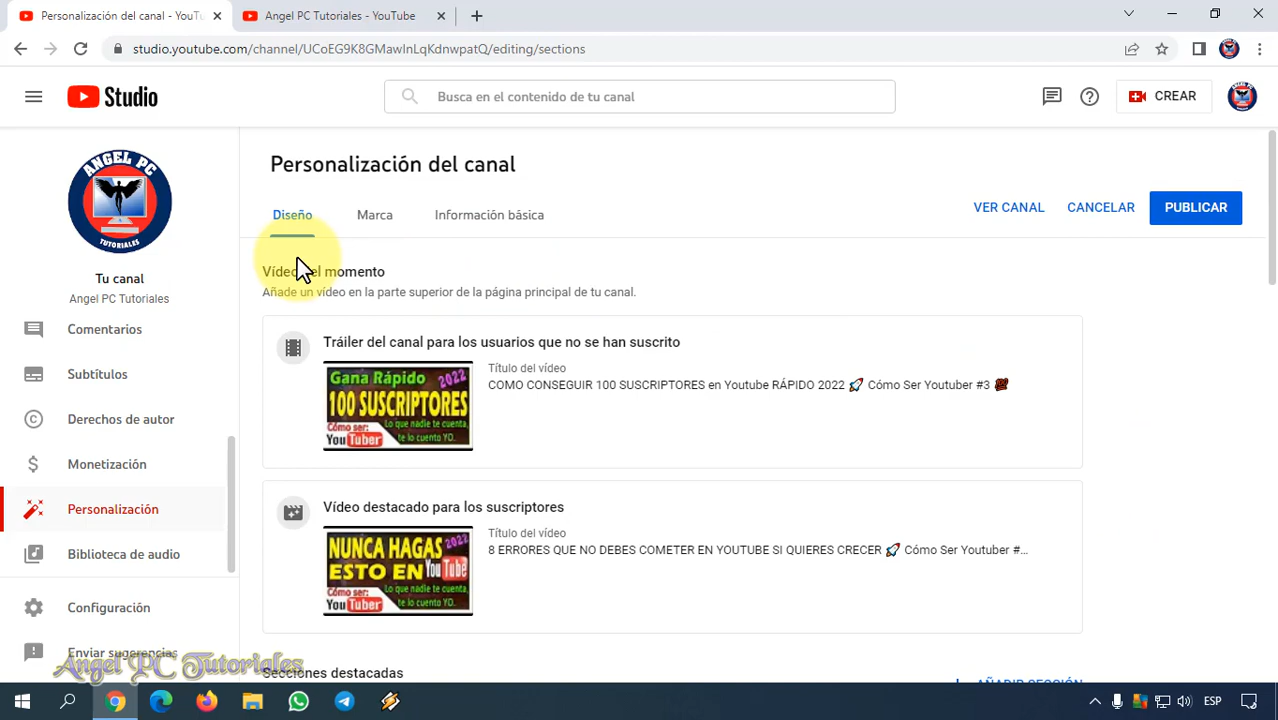 Personalización del canal - YouTu
Angel PC Tutoriales - YouTube
studio.youtube.com/channel/UCoEG9K8GMawInLqKdnwpatQ/editing/sections
Studio
Busca en el contenido de tu canal
CREAR
ANGEL PC
TUTORIALES
Tu canal
Angel PC Tutoriales
Comentarios
Subtítulos
Derechos de autor
Monetización
Personalización
Biblioteca de audio
Configuración
Enviar sugerencias
Angel PC Tutoriales
Personalización del canal
Diseño
Marca
Información básica
VER CANAL
CANCELAR
PUBLICAR
Vídeo del momento
Añade un vídeo en la parte superior de la página principal de tu canal.
Tráiler del canal para los usuarios que no se han suscrito
Gana Rápido 2022
100 SUSCRIPTORES
Cómo ser: Lo que nadie te cuenta,
YouTuber te lo cuento YO.
Título del vídeo
COMO CONSEGUIR 100 SUSCRIPTORES en Youtube RÁPIDO 2022 🚀 Cómo Ser Youtuber #3
Vídeo destacado para los suscriptores
NUNCA HAGAS 2022
ESTO EN YouTube
Cómo ser: Lo que nadie te cuenta,
YouTuber te lo cuento YO.
Título del vídeo
8 ERRORES QUE NO DEBES COMETER EN YOUTUBE SI QUIERES CRECER 🚀 Cómo Ser Youtuber #...
Secciones destacadas
AÑADIR SECCIÓN
ESP